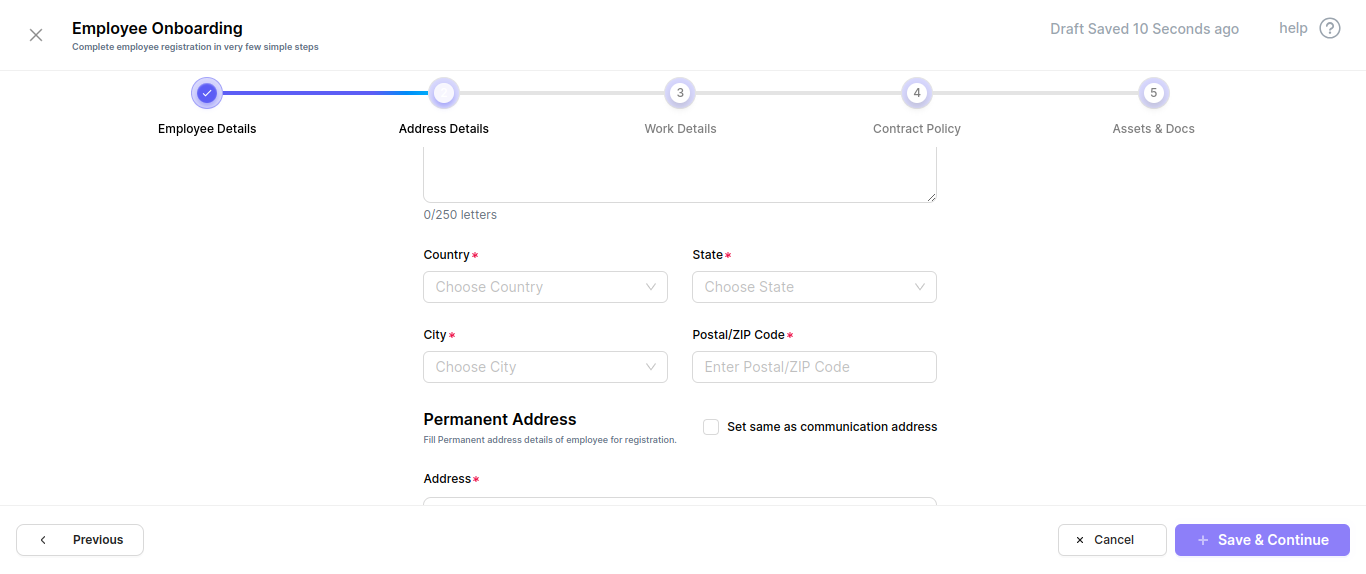 Employee Onboarding
Complete employee registration in very few simple steps
Draft Saved 10 Seconds ago
help ?
2 3 4 5
Employee Details Address Details Work Details Contract Policy Assets & Docs
0/250 letters
Country* State*
Choose Country Choose State
City* Postal/ZIP Code*
Choose City Enter Postal/ZIP Code
Permanent Address
Set same as communication address
Fill Permanent address details of employee for registration.
Address*
Previous Cancel + Save & Continue